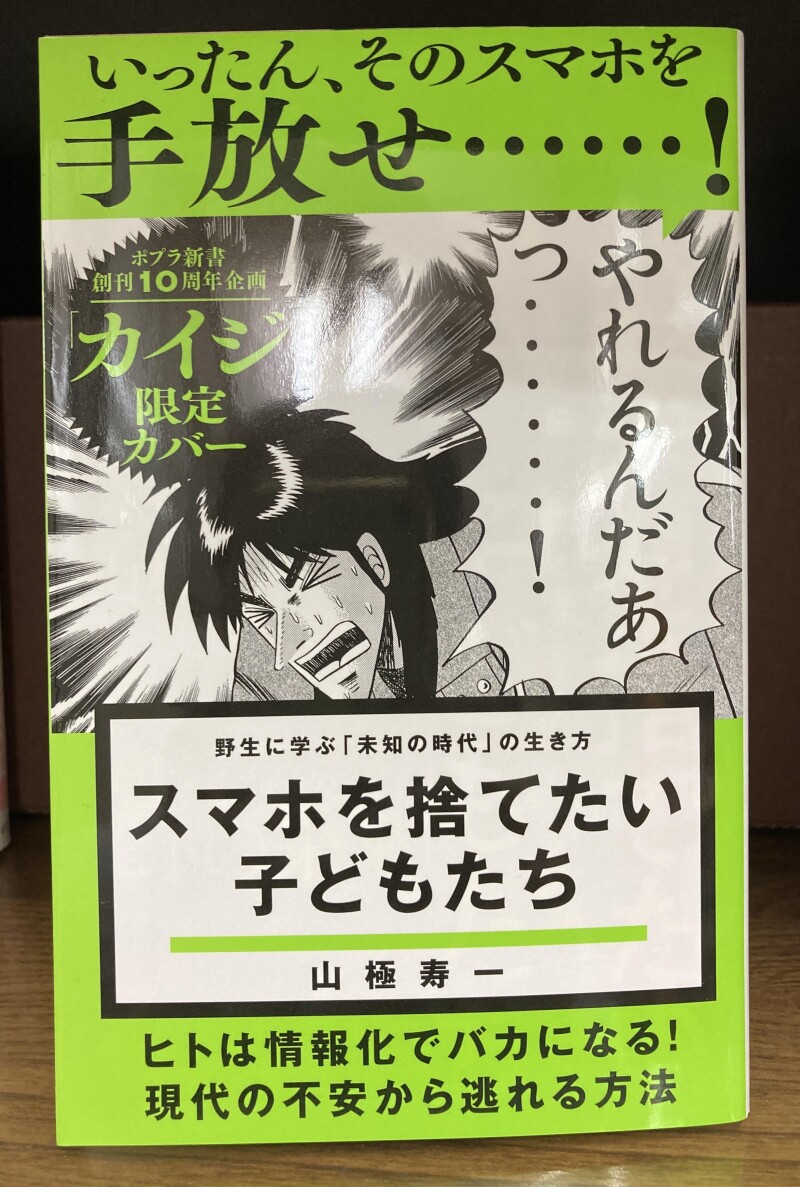 いったん、そのスマホを
手放せ……!
ポプラ新書
創刊10周年企画
「カイジ」
限定
カバー
やれるんだあ
っ……!
野生に学ぶ「未知の時代」の生き方
スマホを捨てたい
子どもたち
山極寿一
ヒトは情報化でバカになる!
現代の不安から逃れる方法